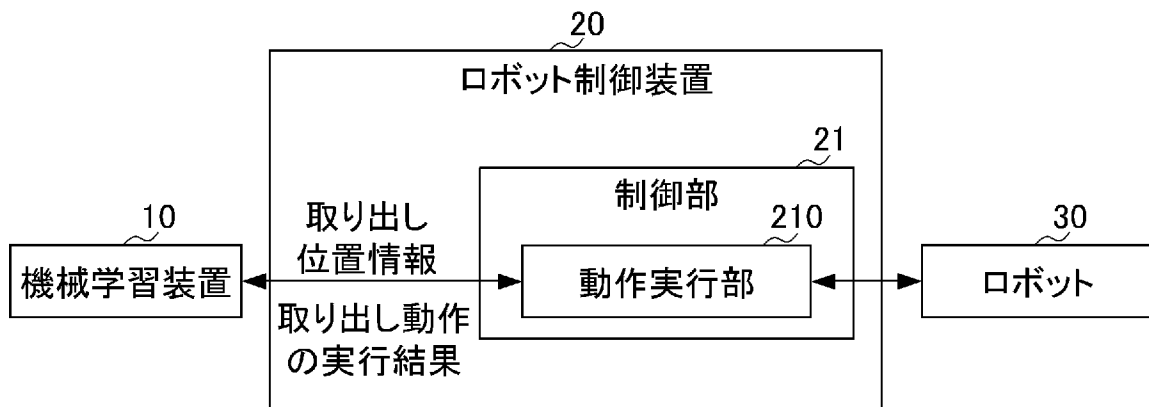 20
ロボット制御装置
21
制御部
10
取り出し
位置情報
210
30
機械学習装置
動作実行部
ロボット
取り出し動作
の実行結果